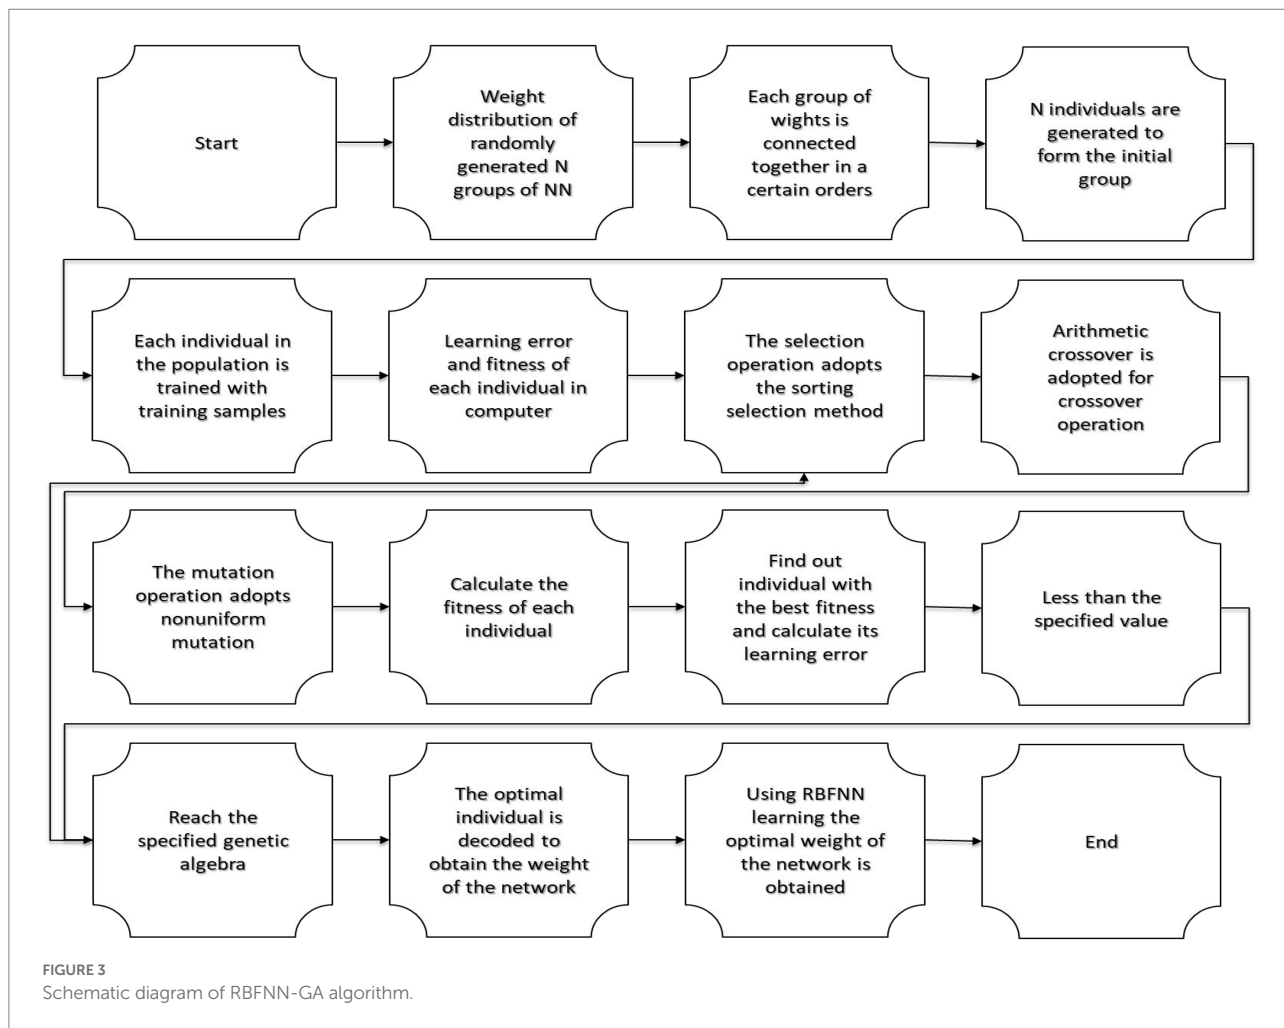 Start
Weight
distribution of
randomly
generated N
groups of NN
Each group of
wights is
connected
together in a
certain orders
N individuals are
generated to
form the initial
group
Each individual in
the population is
trained with
training samples
Learning error
and fitness of
each individual in
computer
The selection
operation adopts
the sorting
selection method
Arithmetic
crossover is
adopted for
crossover
operation
The mutation
operation adopts
nonuniform
mutation
Calculate the
fitness of each
individual
Find out
individual with
the best fitness
and calculate its
learning error
Less than the
specified value
Reach the
specified genetic
algebra
The optimal
individual is
decoded to
obtain the weight
of the network
Using RBFNN
learning the
optimal weight of
the network is
obtained
End
FIGURE 3
Schematic diagram of RBFNN-GA algorithm.